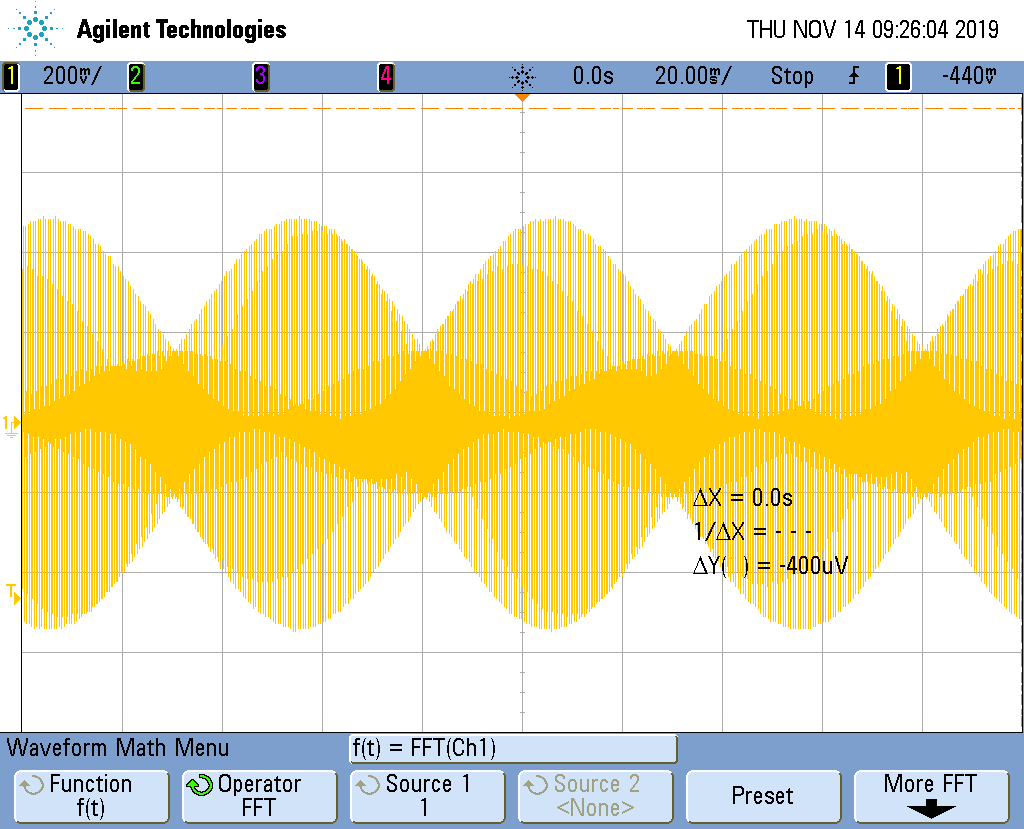 Agilent Technologies THU NOV 14 09:26:04 2019
1 200mV/ 2 3 4 0.0s 20.00ms/ Stop 1 -440mV
1
ΔX = 0.0s
1/ΔX = - - -
ΔY( ) = -400uV
T
Waveform Math Menu f(t) = FFT(Ch1)
Function Operator Source 1 Source 2 Preset More FFT
f(t) FFT 1 <None>